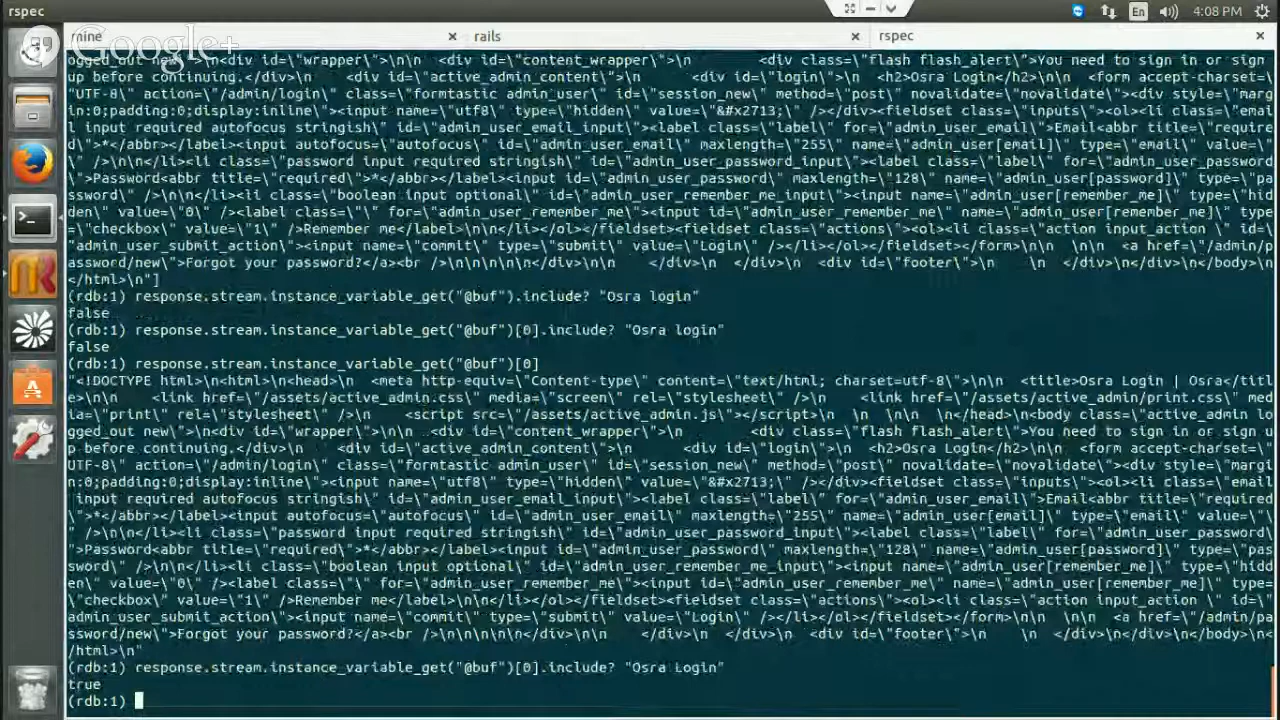 rspec
En
4:08 PM
Google+
mine
rails
rspec
ogged_out new\">\n<div id=\"wrapper\">\n\n  <div id=\"content_wrapper\">\n      <div class=\"flash flash_alert\">You need to sign in or sign
up before continuing.</div>\n    <div id=\"active_admin_content\">\n      <div id=\"login\">\n  <h2>Osra Login</h2>\n\n  <form accept-charset=\
"UTF-8\" action=\"/admin/login\" class=\"formtastic admin_user\" id=\"session_new\" method=\"post\" novalidate=\"novalidate\"><div style=\"marg
in:0;padding:0;display:inline\"><input name=\"utf8\" type=\"hidden\" value=\"&#x2713;\" /></div><fieldset class=\"inputs\"><ol><li class=\"emai
l input required autofocus stringish\" id=\"admin_user_email_input\"><label class=\"label\" for=\"admin_user_email\">Email<abbr title=\"require
d\">*</abbr></label><input autofocus=\"autofocus\" id=\"admin_user_email\" maxlength=\"255\" name=\"admin_user[email]\" type=\"email\" value=\"
\" />\n\n</li><li class=\"password input required stringish\" id=\"admin_user_password_input\"><label class=\"label\" for=\"admin_user_password
\">Password<abbr title=\"required\">*</abbr></label><input id=\"admin_user_password\" maxlength=\"128\" name=\"admin_user[password]\" type=\"pa
ssword\" />\n\n</li><li class=\"boolean input optional\" id=\"admin_user_remember_me_input\"><input name=\"admin_user[remember_me]\" type=\"hid
den\" value=\"0\" /><label class=\"\" for=\"admin_user_remember_me\"><input id=\"admin_user_remember_me\" name=\"admin_user[remember_me]\" type
=\"checkbox\" value=\"1\" />Remember me</label>\n\n</li></ol></fieldset><fieldset class=\"actions\"><ol><li class=\"action input_action \" id=\
"admin_user_submit_action\"><input name=\"commit\" type=\"submit\" value=\"Login\" /></li></ol></fieldset></form>\n  \n\n  <a href=\"/admin/p
assword/new\">Forgot your password?</a><br />\n\n\n\n\n</div>\n\n      </div>\n  </div>\n  <div id=\"footer\">\n    \n  </div>\n</div>\n</body>\n
</html>\n"]
(rdb:1) response.stream.instance_variable_get("@buf").include? "Osra login"
false
(rdb:1) response.stream.instance_variable_get("@buf")[0].include? "Osra login"
false
(rdb:1) response.stream.instance_variable_get("@buf")[0]
"<!DOCTYPE html>\n<html>\n<head>\n  <meta http-equiv=\"Content-type\" content=\"text/html; charset=utf-8\">\n\n  <title>Osra Login | Osra</titl
e>\n\n    <link href=\"/assets/active_admin.css\" media=\"screen\" rel=\"stylesheet\" />\n    <link href=\"/assets/active_admin/print.css\" med
ia=\"print\" rel=\"stylesheet\" />\n    <script src=\"/assets/active_admin.js\"></script>\n  \n  \n\n  \n</head>\n<body class=\"active_admin lo
gged_out new\">\n<div id=\"wrapper\">\n\n  <div id=\"content_wrapper\">\n      <div class=\"flash flash_alert\">You need to sign in or sign u
p before continuing.</div>\n    <div id=\"active_admin_content\">\n      <div id=\"login\">\n  <h2>Osra Login</h2>\n\n  <form accept-charset=\"
UTF-8\" action=\"/admin/login\" class=\"formtastic admin_user\" id=\"session_new\" method=\"post\" novalidate=\"novalidate\"><div style=\"margi
n:0;padding:0;display:inline\"><input name=\"utf8\" type=\"hidden\" value=\"&#x2713;\" /></div><fieldset class=\"inputs\"><ol><li class=\"email
input required autofocus stringish\" id=\"admin_user_email_input\"><label class=\"label\" for=\"admin_user_email\">Email<abbr title=\"required
\">*</abbr></label><input autofocus=\"autofocus\" id=\"admin_user_email\" maxlength=\"255\" name=\"admin_user[email]\" type=\"email\" value=\"\
" />\n\n</li><li class=\"password input required stringish\" id=\"admin_user_password_input\"><label class=\"label\" for=\"admin_user_password\
">Password<abbr title=\"required\">*</abbr></label><input id=\"admin_user_password\" maxlength=\"128\" name=\"admin_user[password]\" type=\"pas
sword\" />\n\n</li><li class=\"boolean input optional\" id=\"admin_user_remember_me_input\"><input name=\"admin_user[remember_me]\" type=\"hidd
en\" value=\"0\" /><label class=\"\" for=\"admin_user_remember_me\"><input id=\"admin_user_remember_me\" name=\"admin_user[remember_me]\" type=
\"checkbox\" value=\"1\" />Remember me</label>\n\n</li></ol></fieldset><fieldset class=\"actions\"><ol><li class=\"action input_action \" id=\"
admin_user_submit_action\"><input name=\"commit\" type=\"submit\" value=\"Login\" /></li></ol></fieldset></form>\n  \n\n  <a href=\"/admin/pa
ssword/new\">Forgot your password?</a><br />\n\n\n\n\n</div>\n\n      </div>\n  </div>\n  <div id=\"footer\">\n    \n  </div>\n</div>\n</body>\n<
/html>\n"
(rdb:1) response.stream.instance_variable_get("@buf")[0].include? "Osra Login"
true
(rdb:1)